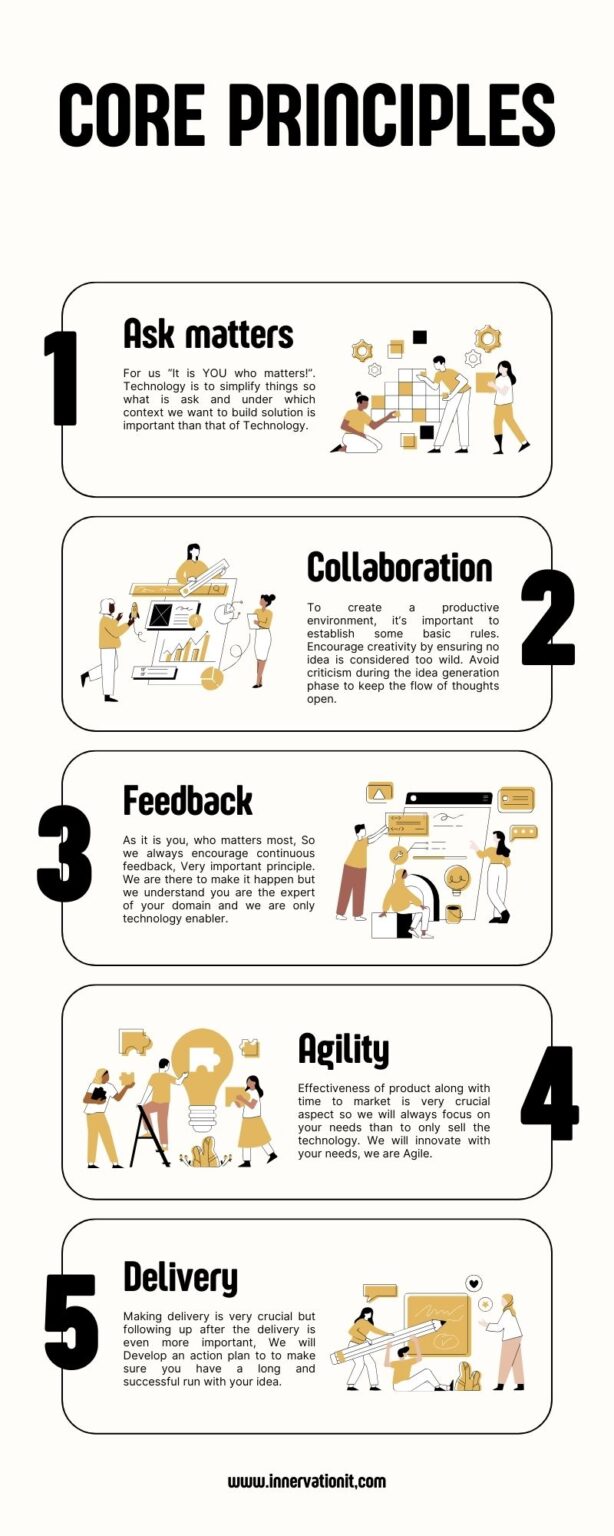 CORE PRINCIPLES
1
Ask matters
For us “It is YOU who matters!”.
Technology is to simplify things so
what is ask and under which
context we want to build solution is
important than that of Technology.
Collaboration
2
To create a productive
environment, it’s important to
establish some basic rules.
Encourage creativity by ensuring no
idea is considered too wild. Avoid
criticism during the idea generation
phase to keep the flow of thoughts
open.
3
Feedback
As it is you, who matters most, So
we always encourage continuous
feedback, Very important principle.
We are there to make it happen but
we understand you are the expert
of your domain and we are only
technology enabler.
Agility
4
Effectiveness of product along with
time to market is very crucial
aspect so we will always focus on
your needs than to only sell the
technology. We will innovate with
your needs, we are Agile.
5
Delivery
Making delivery is very crucial but
following up after the delivery is
even more important, We will
Develop an action plan to to make
sure you have a long and
successful run with your idea.
www.innervationit,com